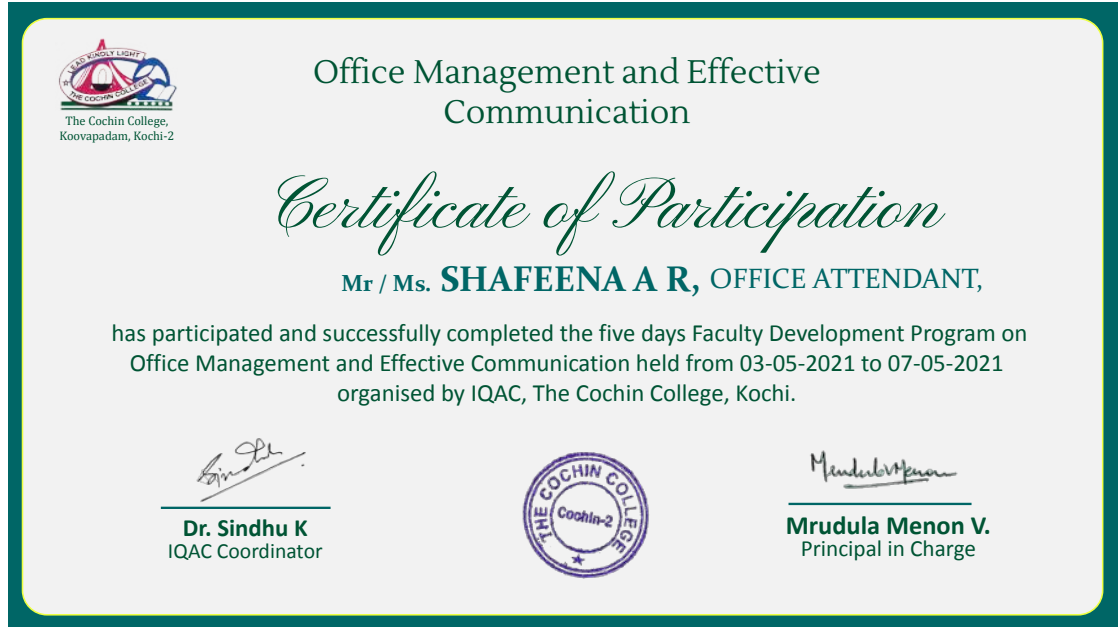 LEAD KINDLY LIGHT
THE COCHIN COLLEGE
The Cochin College,
Koovapadam, Kochi-2
Office Management and Effective
Communication
Certificate of Participation
Mr / Ms. SHAFEENA A R, OFFICE ATTENDANT,
has participated and successfully completed the five days Faculty Development Program on
Office Management and Effective Communication held from 03-05-2021 to 07-05-2021
organised by IQAC, The Cochin College, Kochi.
Sindhu
Dr. Sindhu K
IQAC Coordinator
THE COCHIN COLLEGE
Cochin-2
MrudulaVMenon
Mrudula Menon V.
Principal in Charge